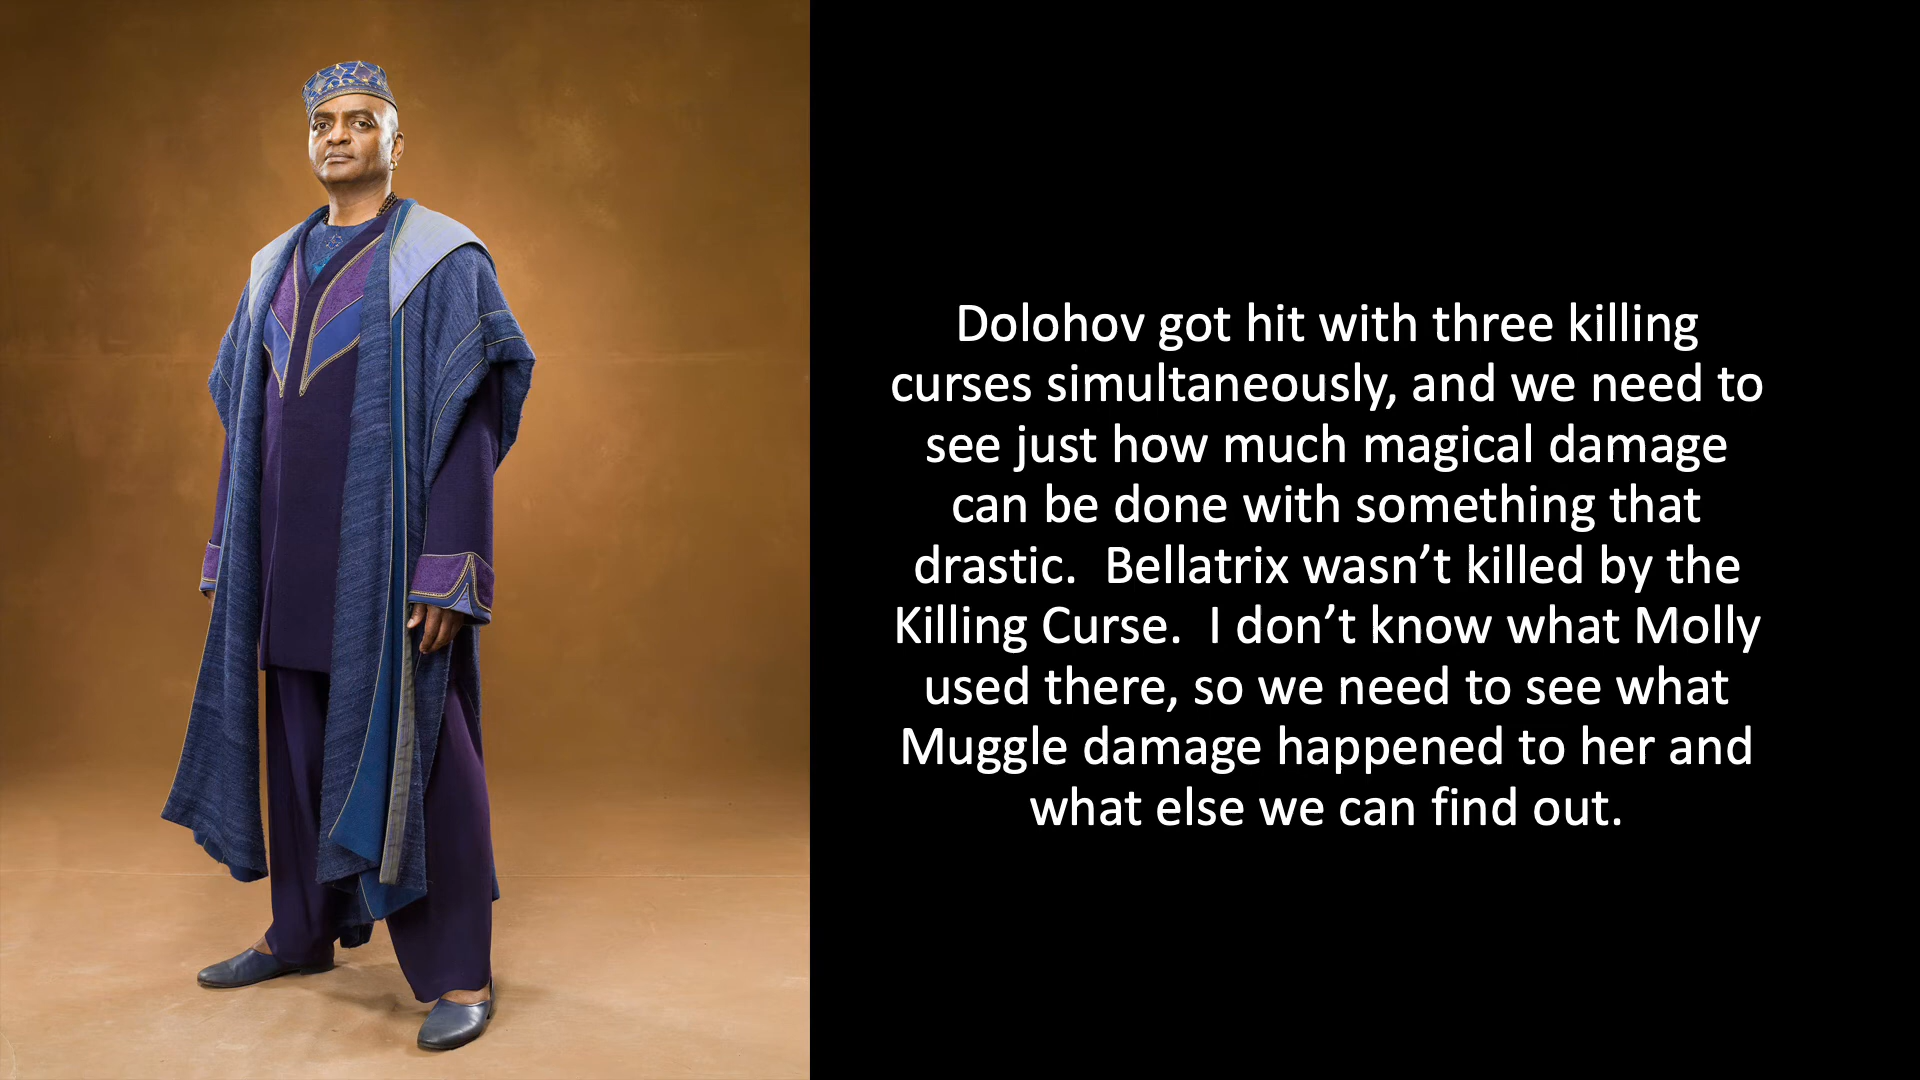 Dolohov got hit with three killing
curses simultaneously, and we need to
see just how much magical damage
can be done with something that
drastic.  Bellatrix wasn’t killed by the
Killing Curse.  I don’t know what Molly
used there, so we need to see what
Muggle damage happened to her and
what else we can find out.